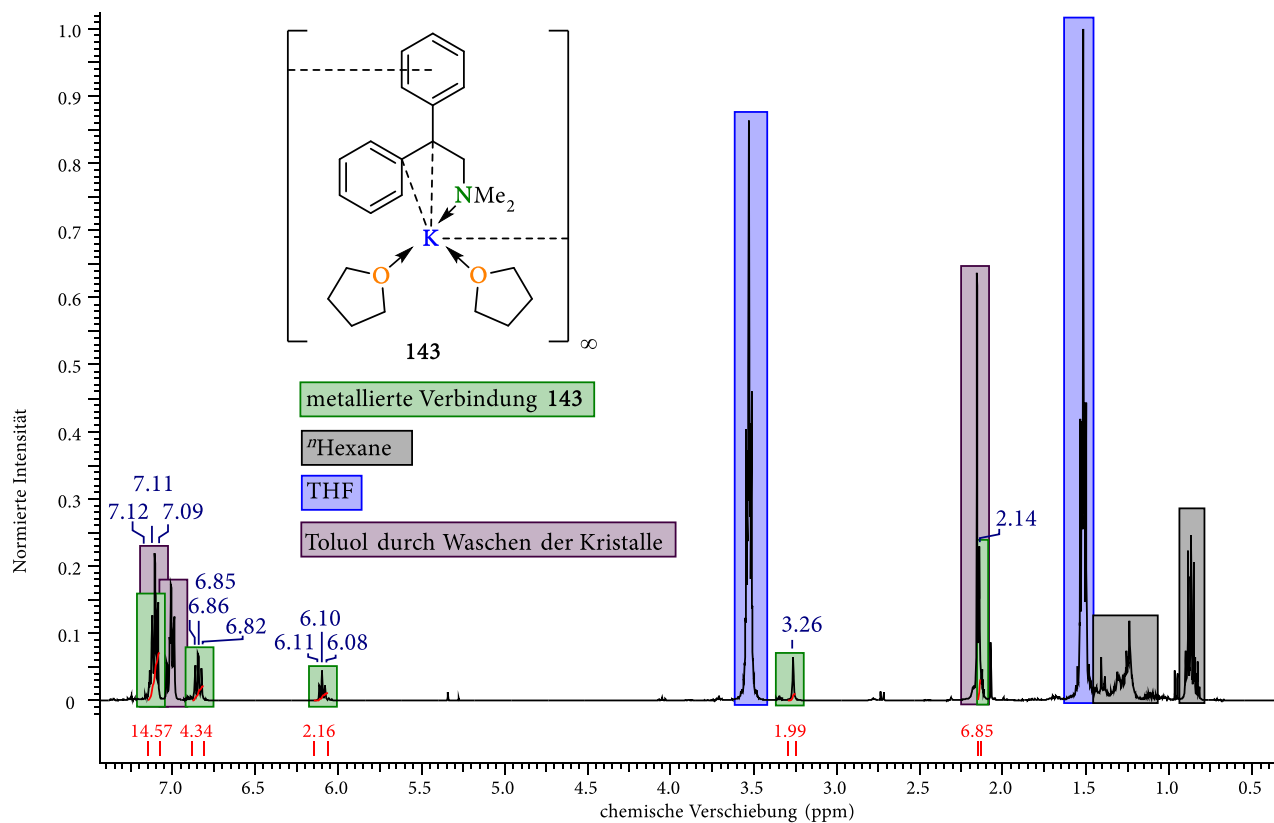 Normierte Intensität
1.0
0.9
0.8
0.7
0.6
0.5
0.4
0.3
0.2
0.1
0
NMe2
K
O O
∞
143
metallierte Verbindung 143
nHexane
THF
Toluol durch Waschen der Kristalle
7.11
7.12 7.09
6.85
6.86
6.82
6.10
6.11 6.08
3.26
2.14
14.57 4.34 2.16 1.99 6.85
7.0 6.5 6.0 5.5 5.0 4.5 4.0 3.5 3.0 2.5 2.0 1.5 1.0 0.5
chemische Verschiebung (ppm)